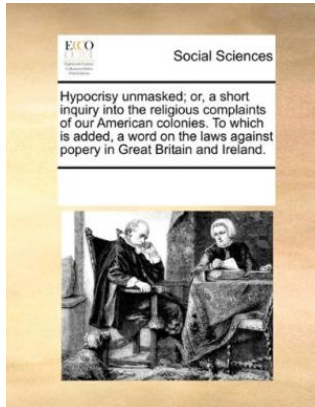 ECCO
Social Sciences
Hypocrisy unmasked; or, a short
inquiry into the religious complaints
of our American colonies. To which
is added, a word on the laws against
popery in Great Britain and Ireland.